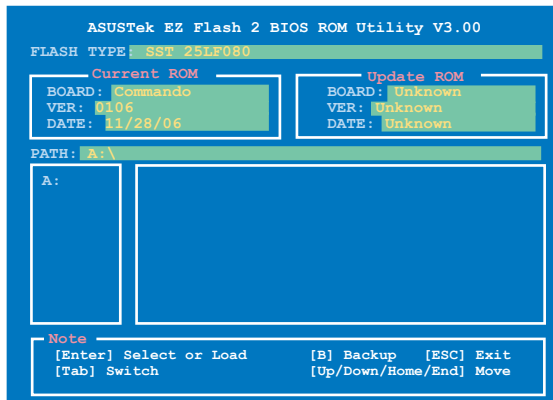 ASUSTek EZ Flash 2 BIOS ROM Utility V3.00
FLASH TYPE: SST 25LF080
Current ROM
BOARD: Commando
VER: 0106
DATE: 11/28/06
Update ROM
BOARD: Unknown
VER: Unknown
DATE: Unknown
PATH: A:\
A:
Note
[Enter] Select or Load [B] Backup [ESC] Exit
[Tab] Switch [Up/Down/Home/End] Move